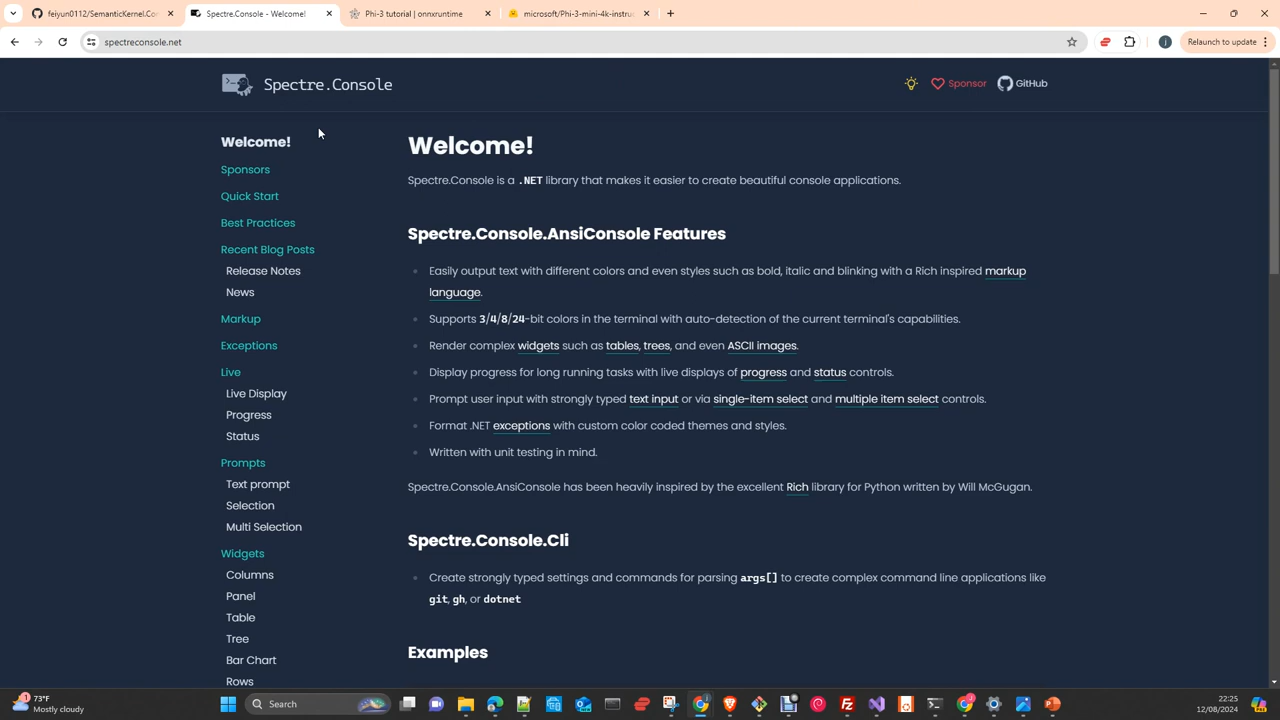 feiyun0112/SemanticKernel.Con
Spectre.Console - Welcome!
Phi-3 tutorial | onnxruntime
microsoft/Phi-3-mini-4k-instruc
spectreconsole.net
Relaunch to update
Spectre.Console
Sponsor
GitHub
Welcome!
Sponsors
Quick Start
Best Practices
Recent Blog Posts
Release Notes
News
Markup
Exceptions
Live
Live Display
Progress
Status
Prompts
Text prompt
Selection
Multi Selection
Widgets
Columns
Panel
Table
Tree
Bar Chart
Rows
Welcome!
Spectre.Console is a .NET library that makes it easier to create beautiful console applications.
Spectre.Console.AnsiConsole Features
Easily output text with different colors and even styles such as bold, italic and blinking with a Rich inspired markup
language.
Supports 3/4/8/24-bit colors in the terminal with auto-detection of the current terminal's capabilities.
Render complex widgets such as tables, trees, and even ASCII images.
Display progress for long running tasks with live displays of progress and status controls.
Prompt user input with strongly typed text input or via single-item select and multiple item select controls.
Format .NET exceptions with custom color coded themes and styles.
Written with unit testing in mind.
Spectre.Console.AnsiConsole has been heavily inspired by the excellent Rich library for Python written by Will McGugan.
Spectre.Console.Cli
Create strongly typed settings and commands for parsing args[] to create complex command line applications like
git, gh, or dotnet
Examples
1
73°F
Mostly cloudy
Search
22:25
12/08/2024